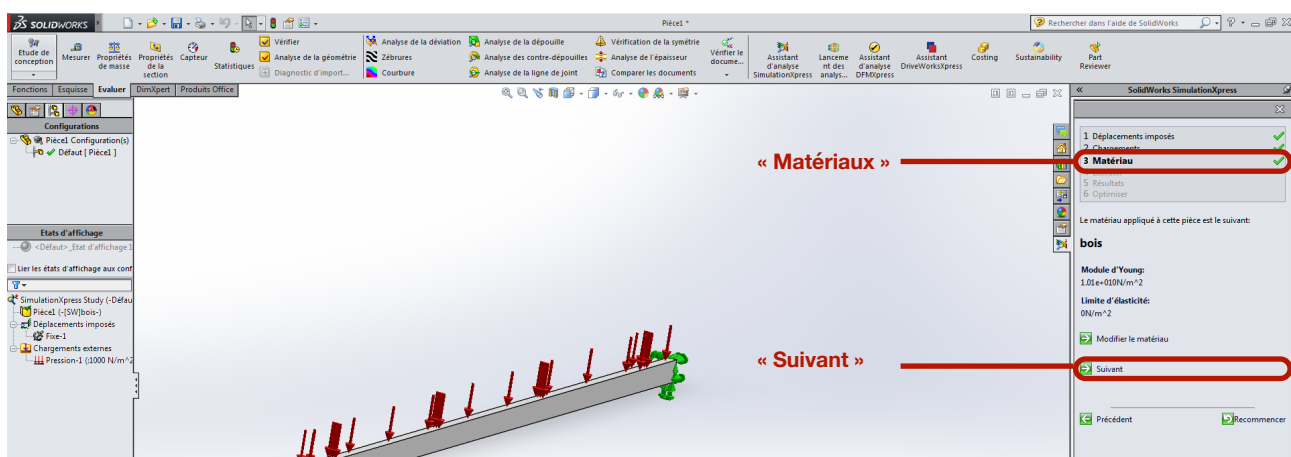 SOLIDWORKS
Pièce1 *
Rechercher dans l'aide de SolidWorks
Etude de conception
Mesurer
Propriétés de masse
Propriétés de la section
Capteur
Statistiques
Vérifier
Analyse de la géométrie
Diagnostic d'import...
Analyse de la déviation
Zébrures
Courbure
Analyse de la dépouille
Analyse des contre-dépouilles
Analyse de la ligne de joint
Vérification de la symétrie
Analyse de l'épaisseur
Comparer les documents
Vérifier le docume...
Assistant d'analyse SimulationXpress
Lanceme nt des analys...
Assistant d'analyse DFMXpress
Assistant DriveWorksXpress
Costing
Sustainability
Part Reviewer
Fonctions
Esquisse
Evaluer
DimXpert
Produits Office
Configurations
Pièce1 Configuration(s)
Défaut [ Pièce1 ]
Etats d'affichage
<Défaut>_Etat d'affichage 1
Lier les états d'affichage aux conf
SimulationXpress Study (-Défau
Pièce1 (-[SW]bois-)
Déplacements imposés
Fixe-1
Chargements externes
Pression-1 (:1000 N/m^2
« Matériaux »
« Suivant »
SolidWorks SimulationXpress
1 Déplacements imposés
2 Chargements
3 Matériau
5 Résultats
6 Optimiser
Le matériau appliqué à cette pièce est le suivant:
bois
Module d'Young:
1.01e+010N/m^2
Limite d'élasticité:
0N/m^2
Modifier le matériau
Suivant
Précédent
Recommencer